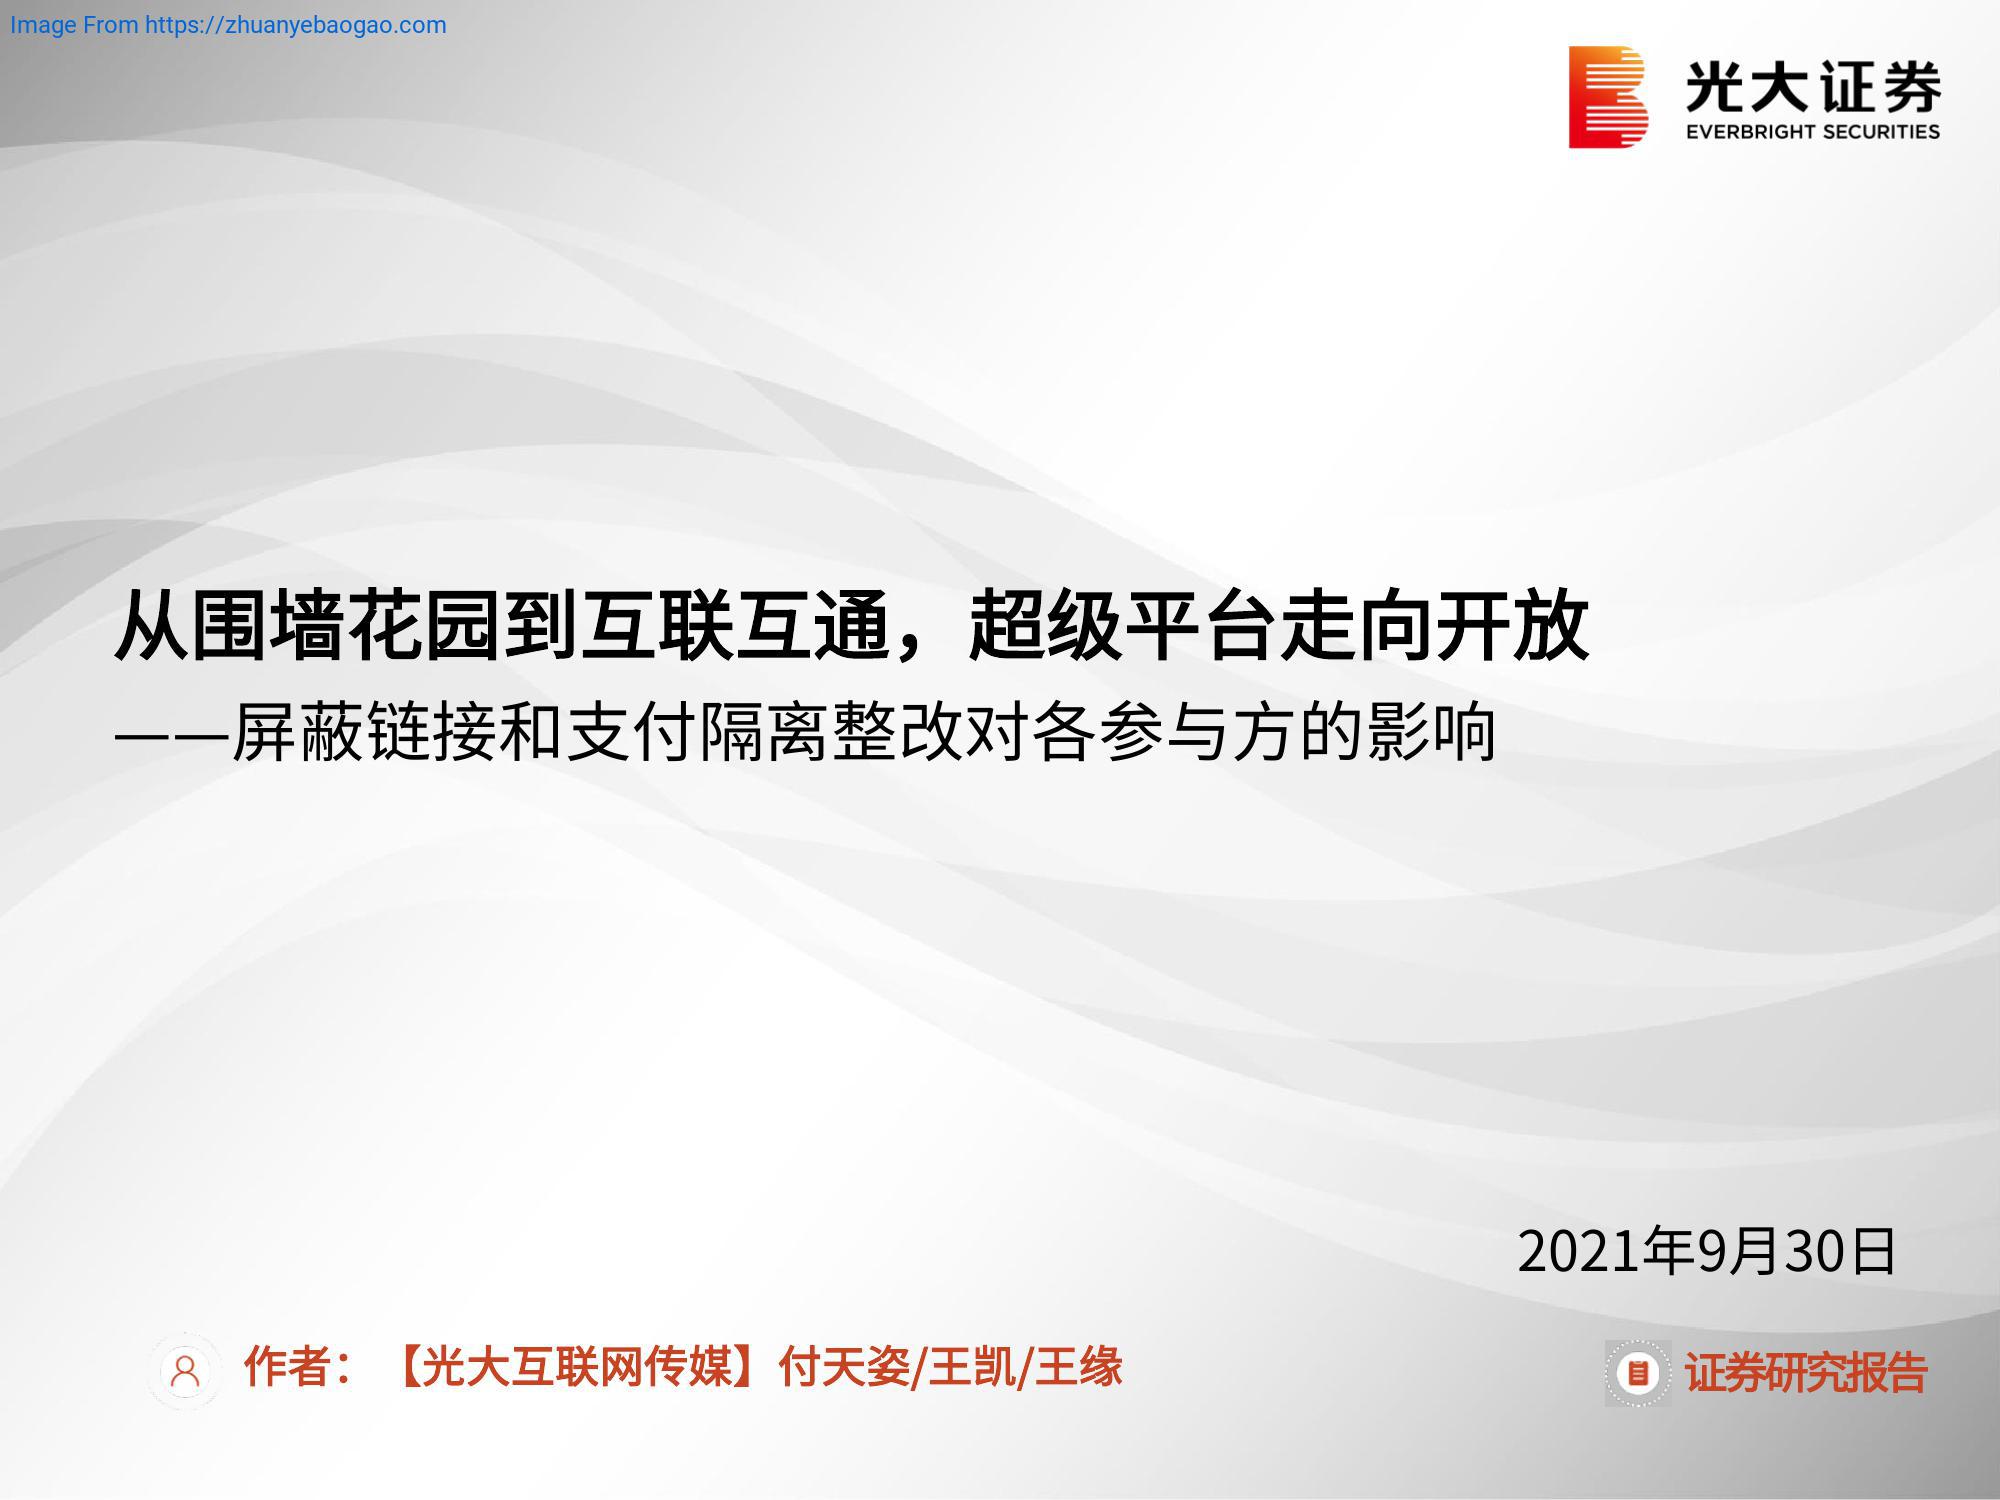 Image From https://zhuanyebaogao.com
光大证券
EVERBRIGHT SECURITIES
从围墙花园到互联互通，超级平台走向开放
——屏蔽链接和支付隔离整改对各参与方的影响
2021年9月30日
作者：【光大互联网传媒】付天姿/王凯/王缘
证券研究报告